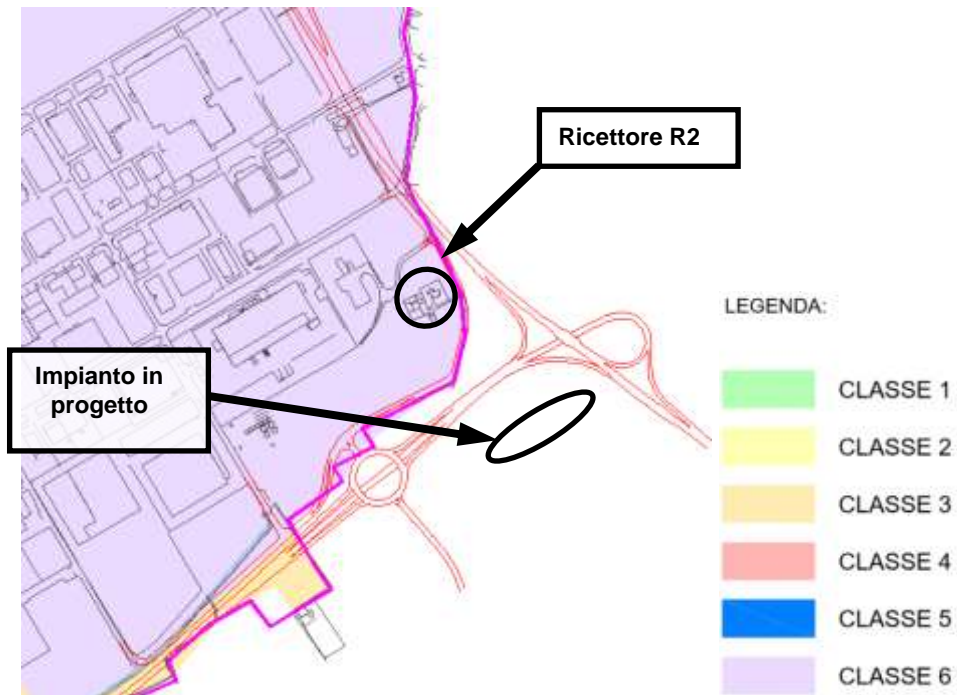 Ricettore R2
Impianto in
progetto
LEGENDA:
CLASSE 1
CLASSE 2
CLASSE 3
CLASSE 4
CLASSE 5
CLASSE 6